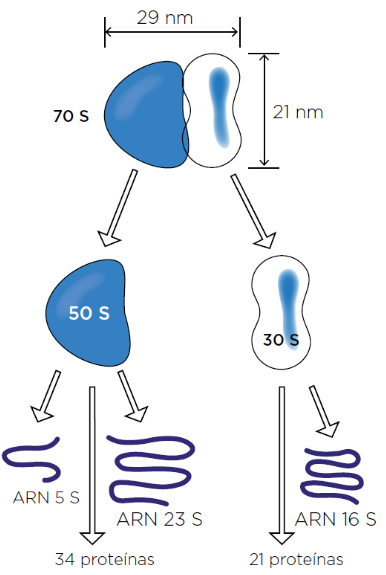 29 nm
70 S
21 nm
50 S
30 S
ARN 5 S
ARN 23 S
ARN 16 S
34 proteínas
21 proteínas